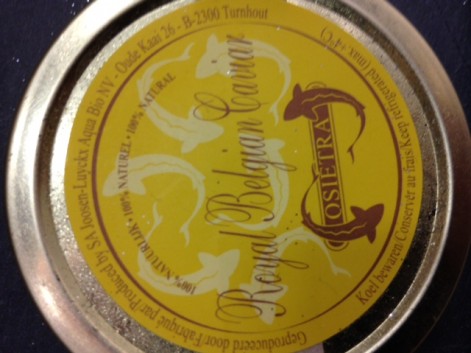 Geproduceerd door/Fabriqué par/Produced by SA Joosen-Luyckx Aqua Bio NV - Oude Kaai 26 - B-2300 Turnhout
100% NATUURLIJK • 100% NATUREL • 100% NATURAL
Royal Belgian Caviar
OSIETRA
Koel bewaren/Conserver au frais/Keep refrigerated (max +4°C)